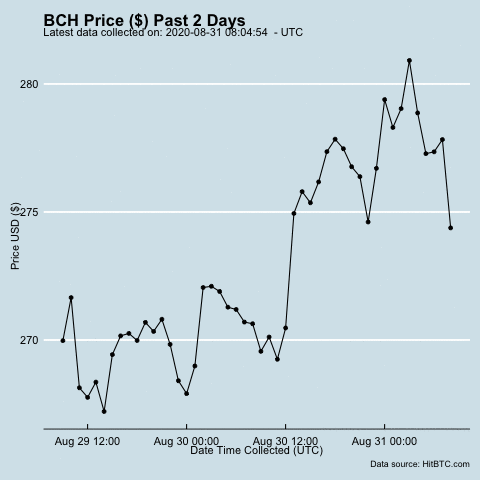 BCH Price ($) Past 2 Days
Latest data collected on: 2020-08-31 08:04:54 - UTC
280
275
270
Price USD ($)
Aug 29 12:00 Aug 30 00:00 Aug 30 12:00 Aug 31 00:00
Date Time Collected (UTC)
Data source: HitBTC.com